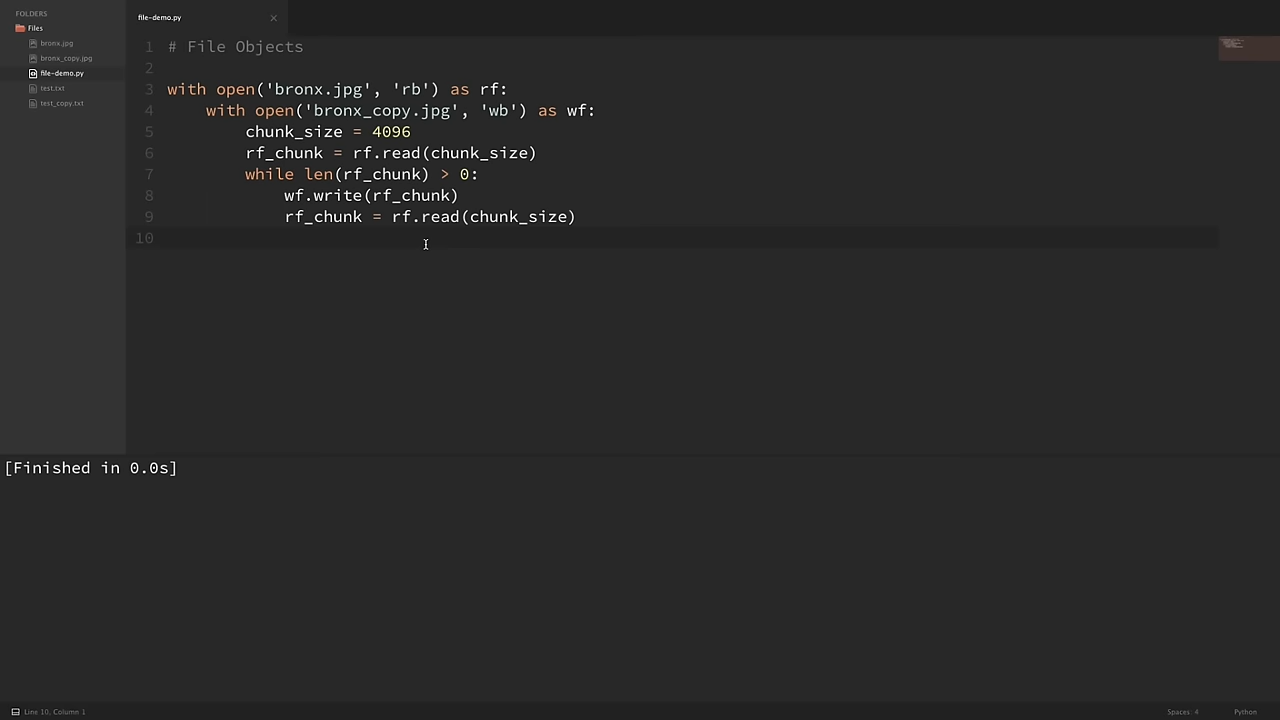 FOLDERS
Files
bronx.jpg
bronx_copy.jpg
file-demo.py
test.txt
test_copy.txt
file-demo.py ×
1 # File Objects
2
3 with open('bronx.jpg', 'rb') as rf:
4     with open('bronx_copy.jpg', 'wb') as wf:
5         chunk_size = 4096
6         rf_chunk = rf.read(chunk_size)
7         while len(rf_chunk) > 0:
8             wf.write(rf_chunk)
9             rf_chunk = rf.read(chunk_size)
10
[Finished in 0.0s]
Line 10, Column 1 Spaces: 4 Python